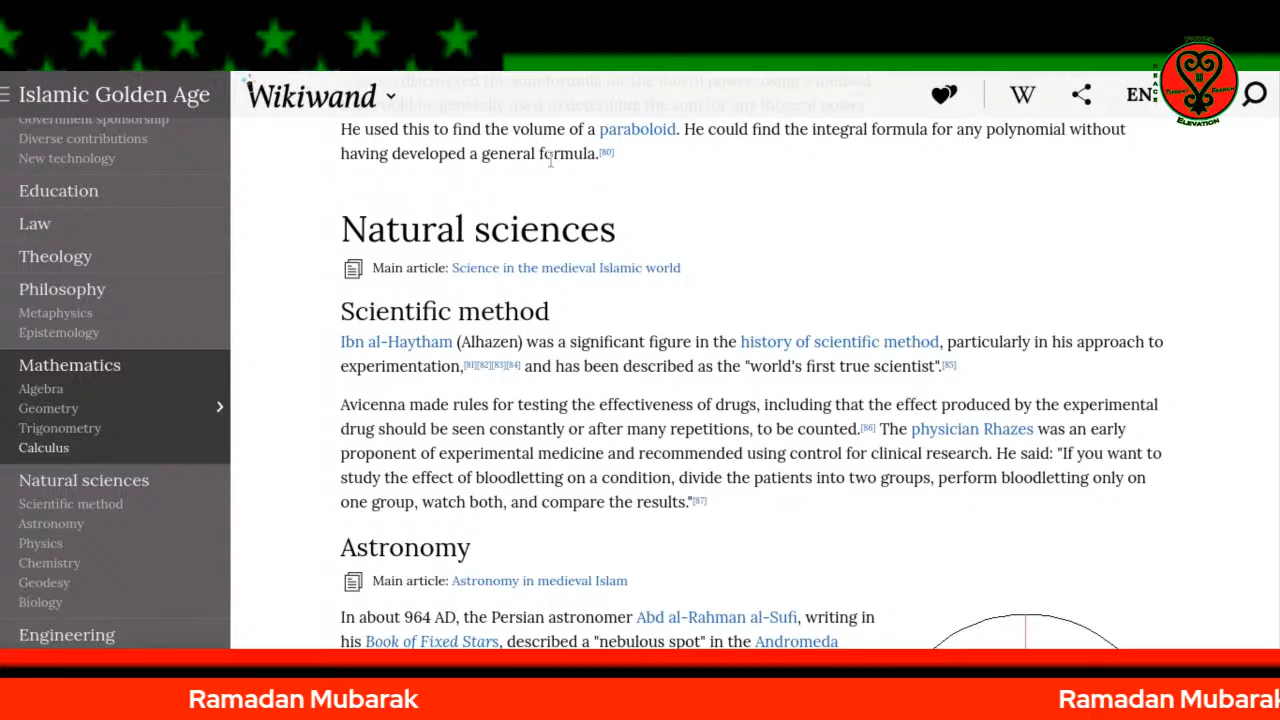 Islamic Golden Age
Government sponsorship
Diverse contributions
New technology
Education
Law
Theology
Philosophy
Metaphysics
Epistemology
Mathematics
Algebra
Geometry
Trigonometry
Calculus
Natural sciences
Scientific method
Astronomy
Physics
Chemistry
Geodesy
Biology
Engineering
Wikiwand
W
EN
POWER
PEACE
ELEVATION
He used this to find the volume of a paraboloid. He could find the integral formula for any polynomial without
having developed a general formula.[80]
Natural sciences
Main article: Science in the medieval Islamic world
Scientific method
Ibn al-Haytham (Alhazen) was a significant figure in the history of scientific method, particularly in his approach to
experimentation,[81][82][83][84] and has been described as the "world's first true scientist".[85]
Avicenna made rules for testing the effectiveness of drugs, including that the effect produced by the experimental
drug should be seen constantly or after many repetitions, to be counted.[86] The physician Rhazes was an early
proponent of experimental medicine and recommended using control for clinical research. He said: "If you want to
study the effect of bloodletting on a condition, divide the patients into two groups, perform bloodletting only on
one group, watch both, and compare the results."[87]
Astronomy
Main article: Astronomy in medieval Islam
In about 964 AD, the Persian astronomer Abd al-Rahman al-Sufi, writing in
his Book of Fixed Stars, described a "nebulous spot" in the Andromeda
Ramadan Mubarak
Ramadan Mubarak